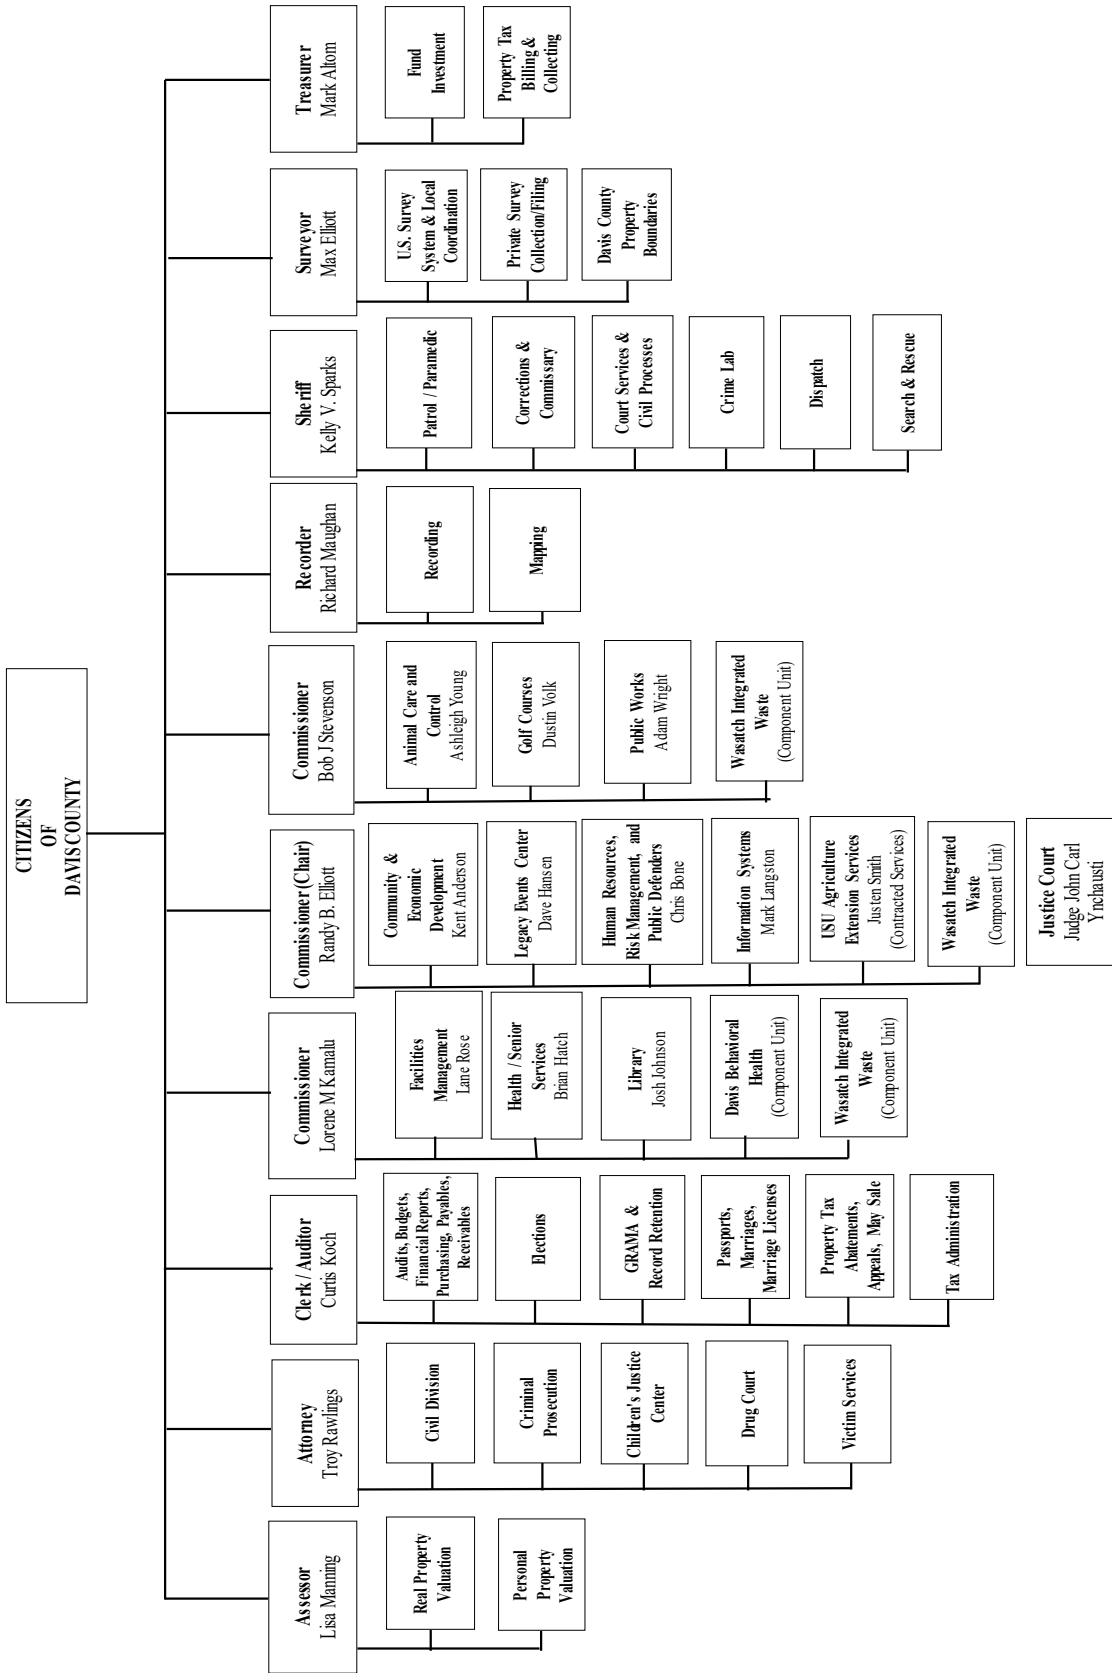 CITIZENS
OF
DAVISCOUNTY
Assessor
Lisa Manning
Real Property
Valuation
Personal
Property
Valuation
Attorney
Troy Rawlings
Civil Division
Criminal
Prosecution
Children's Justice
Center
Drug Court
Victim Services
Clerk / Auditor
Curtis Koch
Audits, Budgets,
Financial Reports,
Purchasing, Payables,
Receivables
Elections
GRAMA &
Record Retention
Passports,
Marriages,
Marriage Licenses
Property Tax
Abatements,
Appeals, May Sale
Tax Administration
Commissioner
Lorene M Kamalu
Facilities
Management
Lane Rose
Health / Senior
Services
Brian Hatch
Library
Josh Johnson
Davis Behavioral
Health
(Component Unit)
Wasatch Integrated
Waste
(Component Unit)
Commissioner (Chair)
Randy B. Elliott
Community &
Economic
Development
Kent Anderson
Legacy Events Center
Dave Hansen
Human Resources,
Risk Management, and
Public Defenders
Chris Bone
Information Systems
Mark Langston
USU Agriculture
Extension Services
Justen Smith
(Contracted Services)
Wasatch Integrated
Waste
(Component Unit)
Justice Court
Judge John Carl
Ynchausti
Commissioner
Bob J Stevenson
Animal Care and
Control
Ashleigh Young
Golf Courses
Dustin Volk
Public Works
Adam Wright
Wasatch Integrated
Waste
(Component Unit)
Recorder
Richard Maughan
Recording
Mapping
Sheriff
Kelly V. Sparks
Patrol / Paramedic
Corrections &
Commissary
Court Services &
Civil Processes
Crime Lab
Dispatch
Search & Rescue
Surveyor
Max Elliott
U.S. Survey
System & Local
Coordination
Private Survey
Collection/Filing
Davis County
Property
Boundaries
Treasurer
Mark Altom
Fund
Investment
Property Tax
Billing &
Collecting